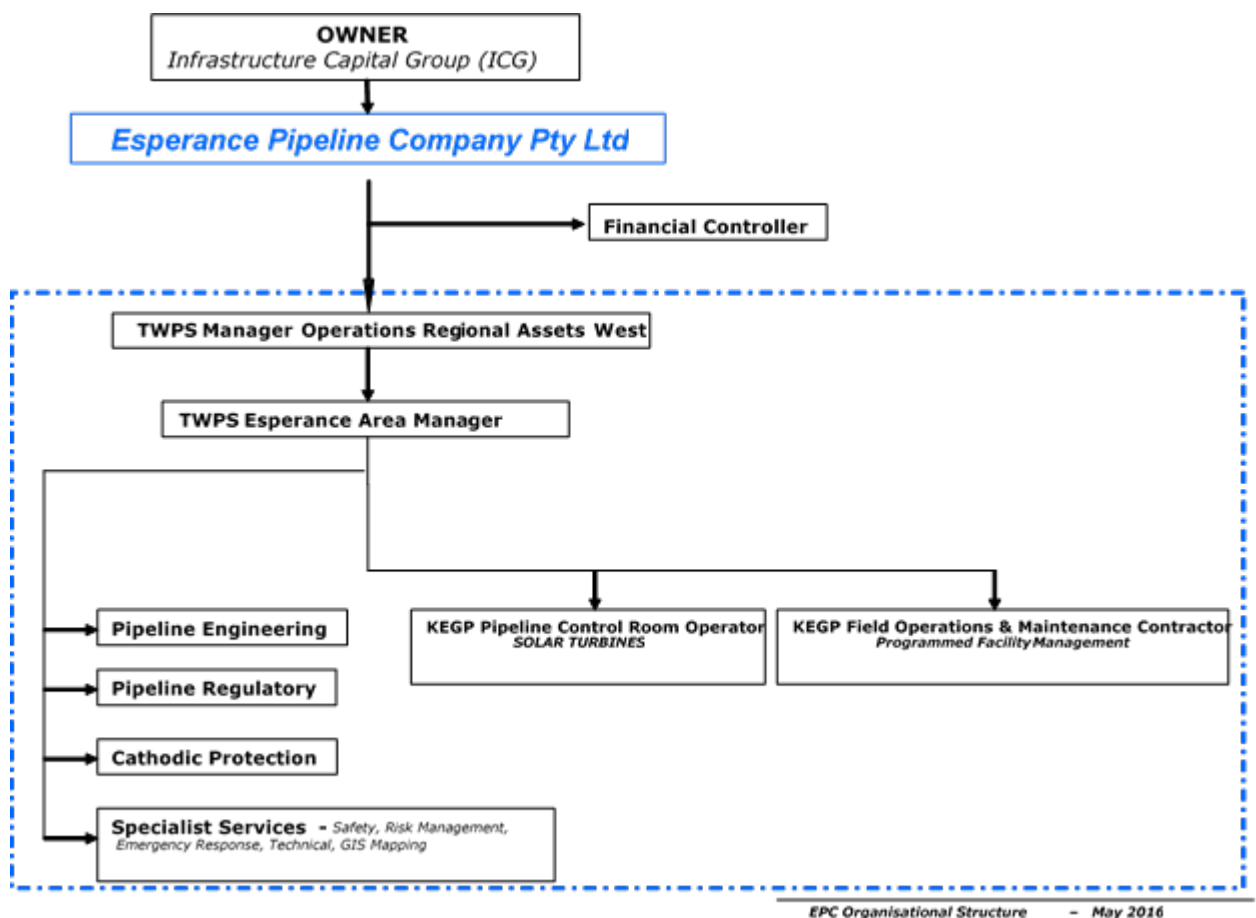 OWNER
Infrastructure Capital Group (ICG)
Esperance Pipeline Company Pty Ltd
Financial Controller
TWPS Manager Operations Regional Assets West
TWPS Esperance Area Manager
Pipeline Engineering
KEGP Pipeline Control Room Operator
SOLAR TURBINES
KEGP Field Operations & Maintenance Contractor
Programmed Facility Management
Pipeline Regulatory
Cathodic Protection
Specialist Services - Safety, Risk Management,
Emergency Response, Technical, GIS Mapping
EPC Organisational Structure – May 2016